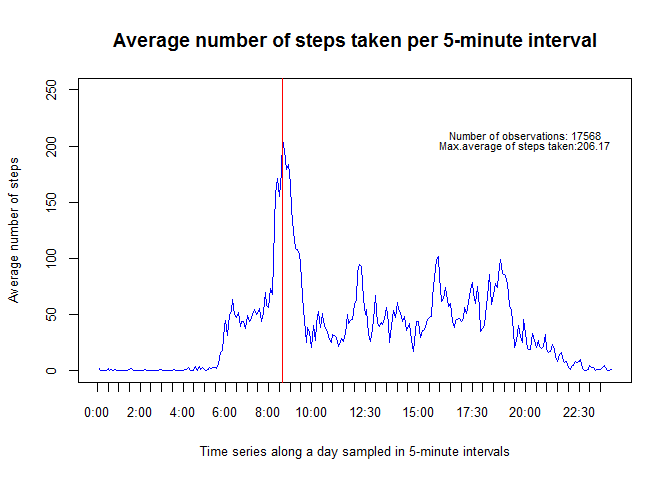 Average number of steps taken per 5-minute interval
250
200
150
100
50
0
Average number of steps
Number of observations: 17568
Max.average of steps taken:206.17
0:00 2:00 4:00 6:00 8:00 10:00 12:30 15:00 17:30 20:00 22:30
Time series along a day sampled in 5-minute intervals